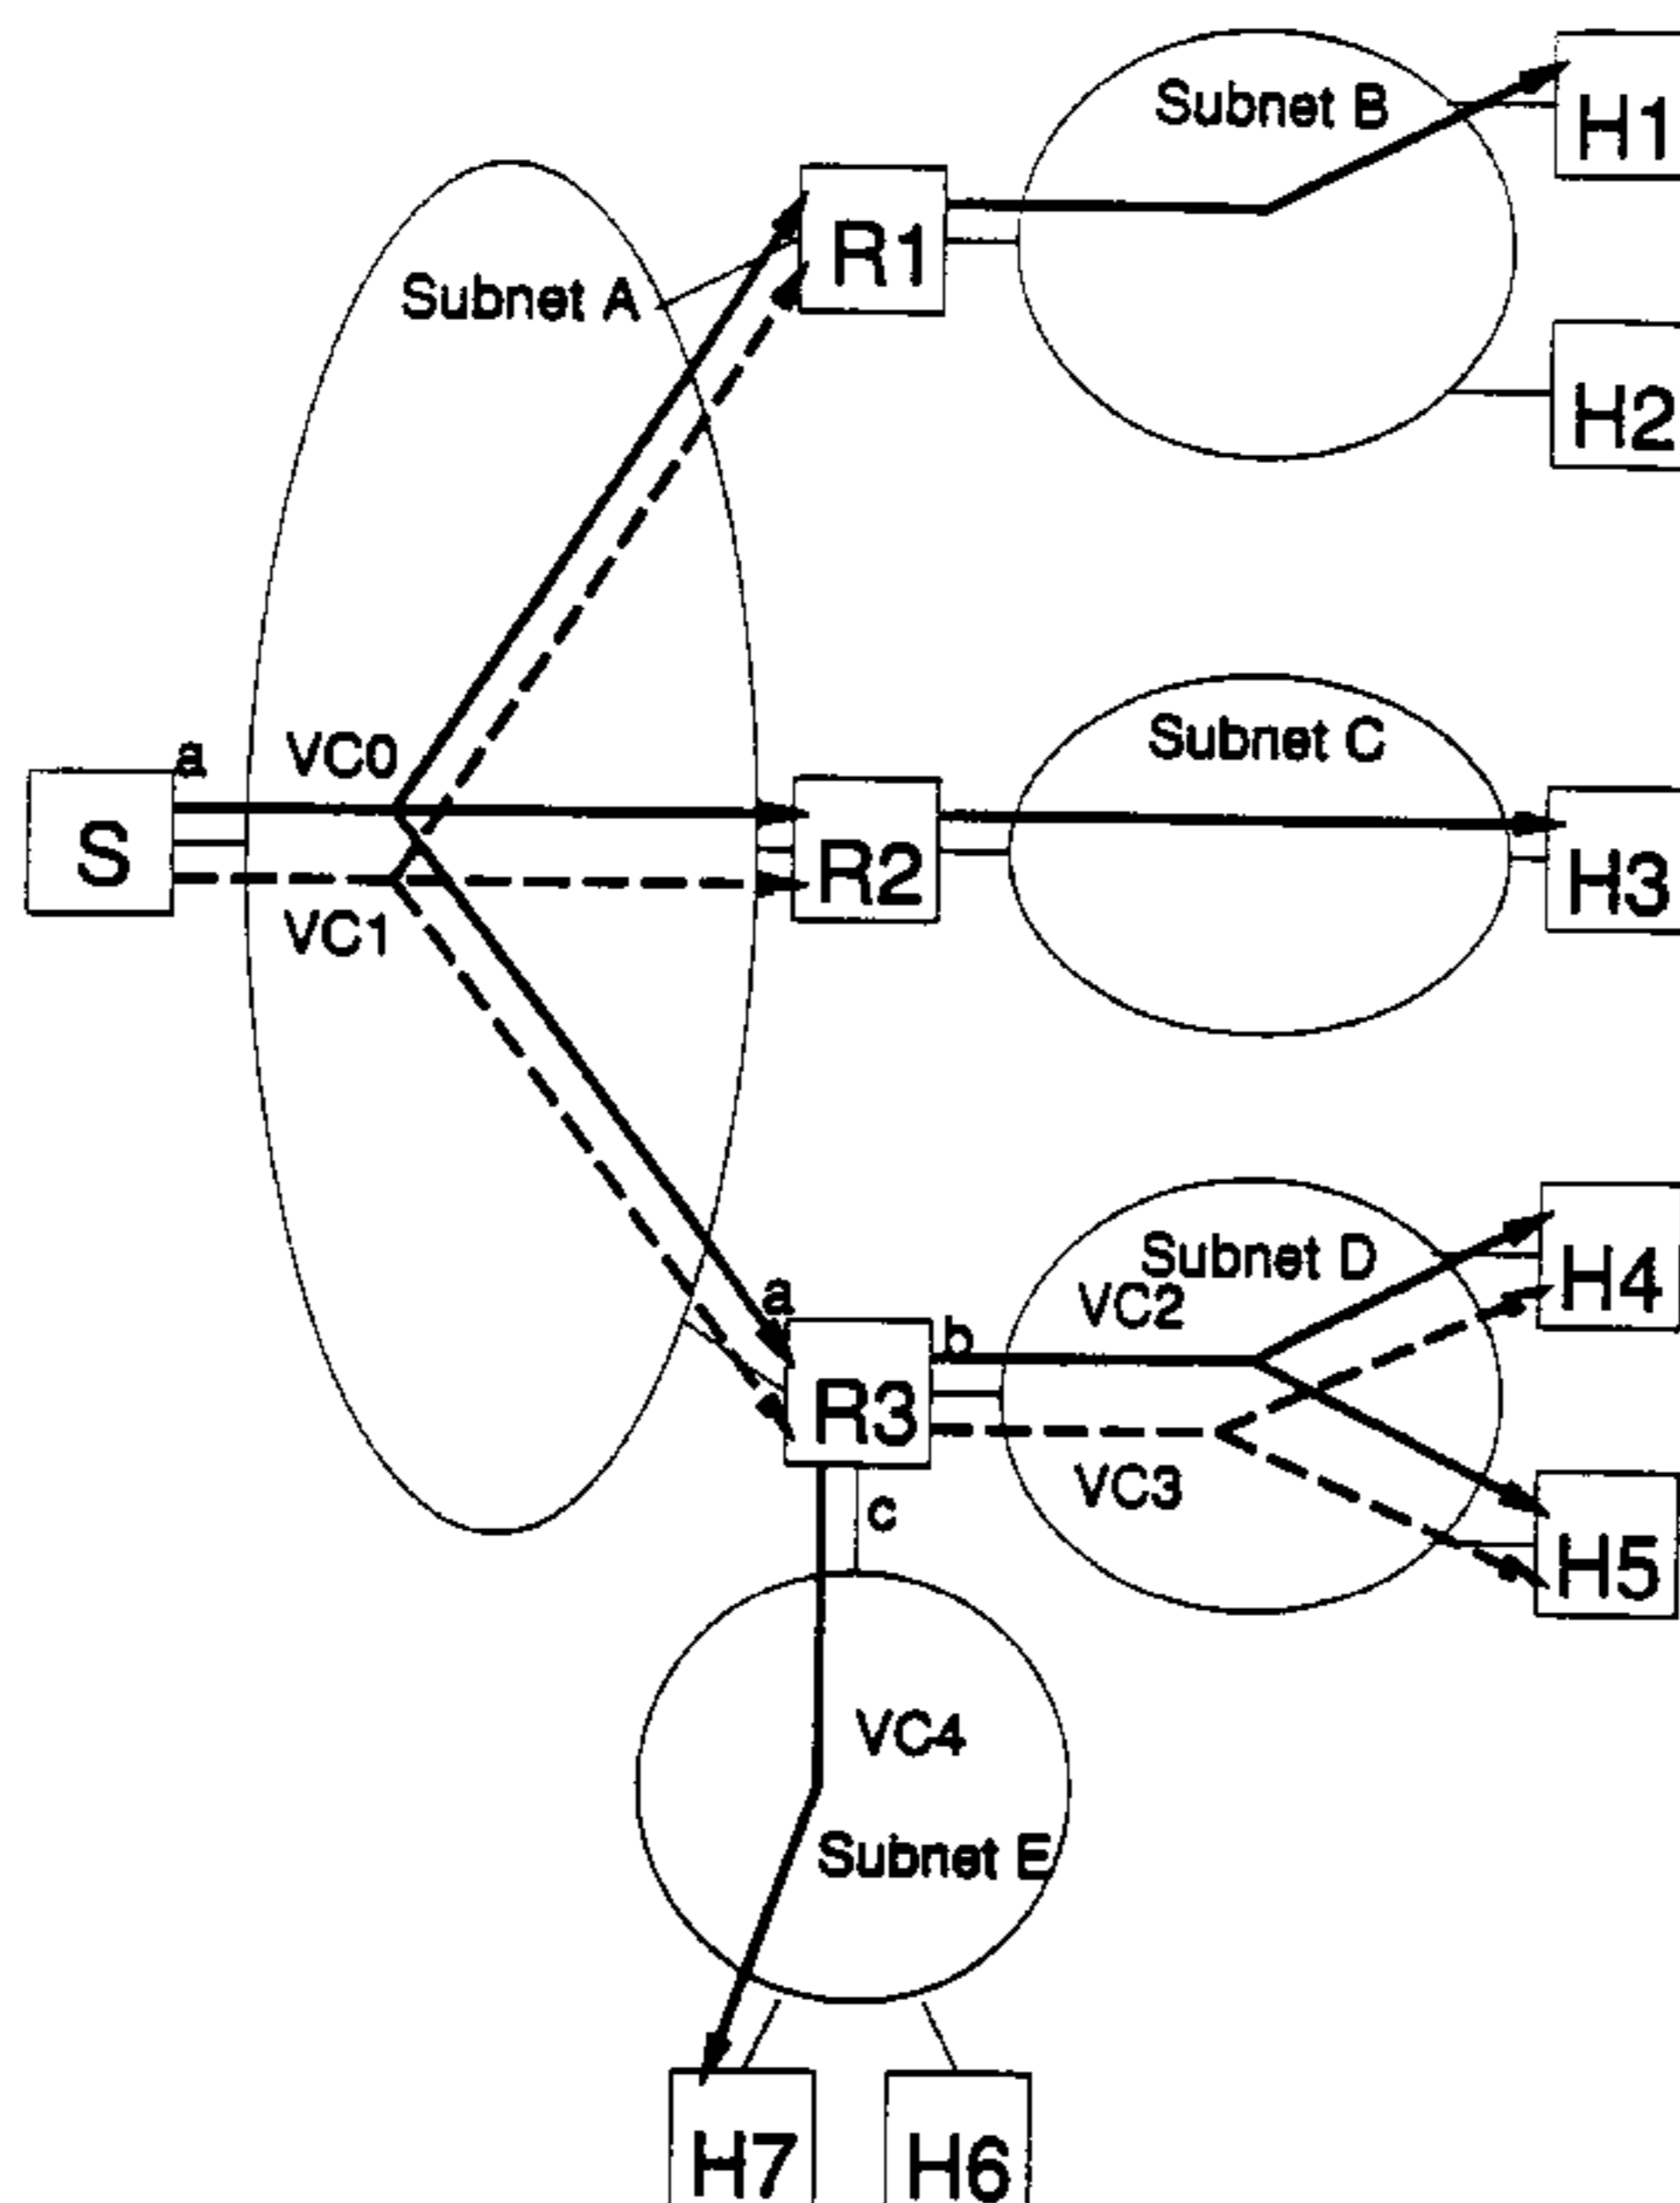 Subnet B
H1
R1
Subnet A
H2
Subnet C
a
VC0
S
R2
H3
VC1
Subnet D
H4
a
VC2
b
R3
VC3
c
H5
VC4
Subnet E
H7
H6